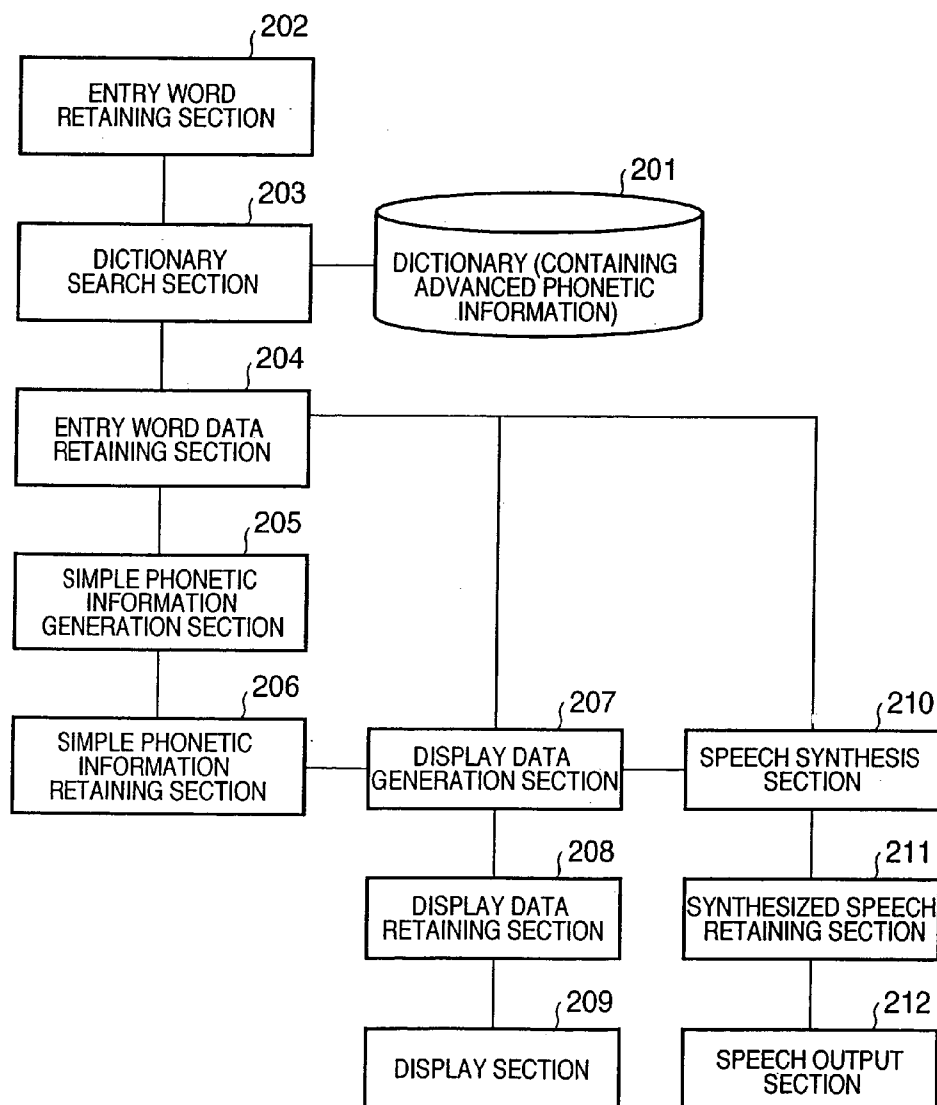 202
ENTRY WORD
RETAINING SECTION
203
DICTIONARY
SEARCH SECTION
201
DICTIONARY (CONTAINING
ADVANCED PHONETIC
INFORMATION)
204
ENTRY WORD DATA
RETAINING SECTION
205
SIMPLE PHONETIC
INFORMATION
GENERATION SECTION
206
SIMPLE PHONETIC
INFORMATION
RETAINING SECTION
207
DISPLAY DATA
GENERATION SECTION
210
SPEECH SYNTHESIS
SECTION
208
DISPLAY DATA
RETAINING SECTION
211
SYNTHESIZED SPEECH
RETAINING SECTION
209
DISPLAY SECTION
212
SPEECH OUTPUT
SECTION